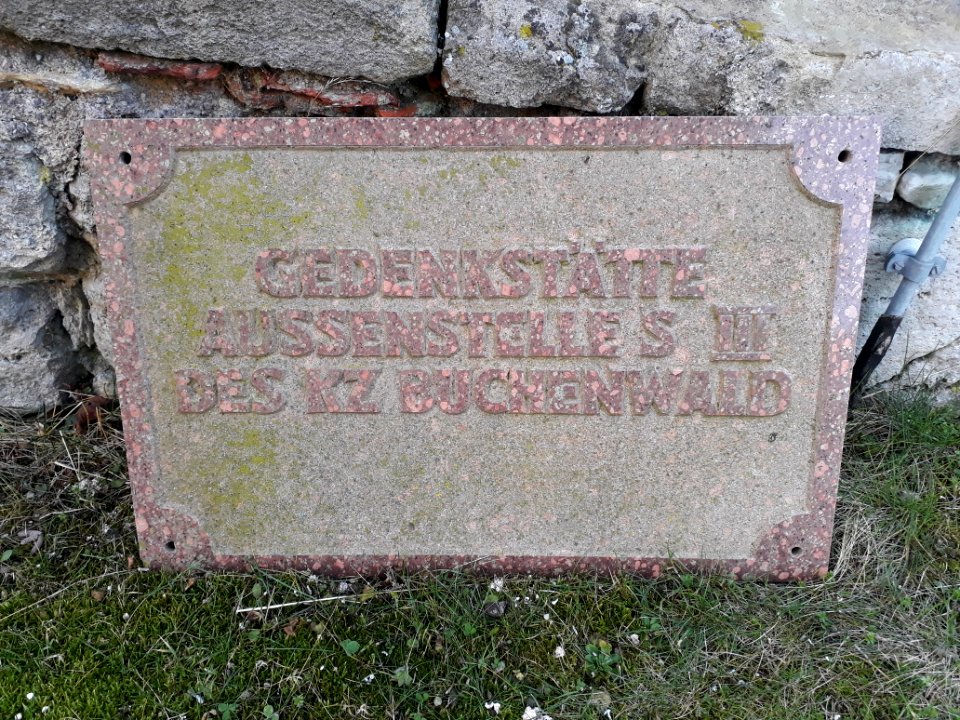 GEDENKSTÄTTE
AUSSENSTELLE S III
DES KZ BUCHENWALD